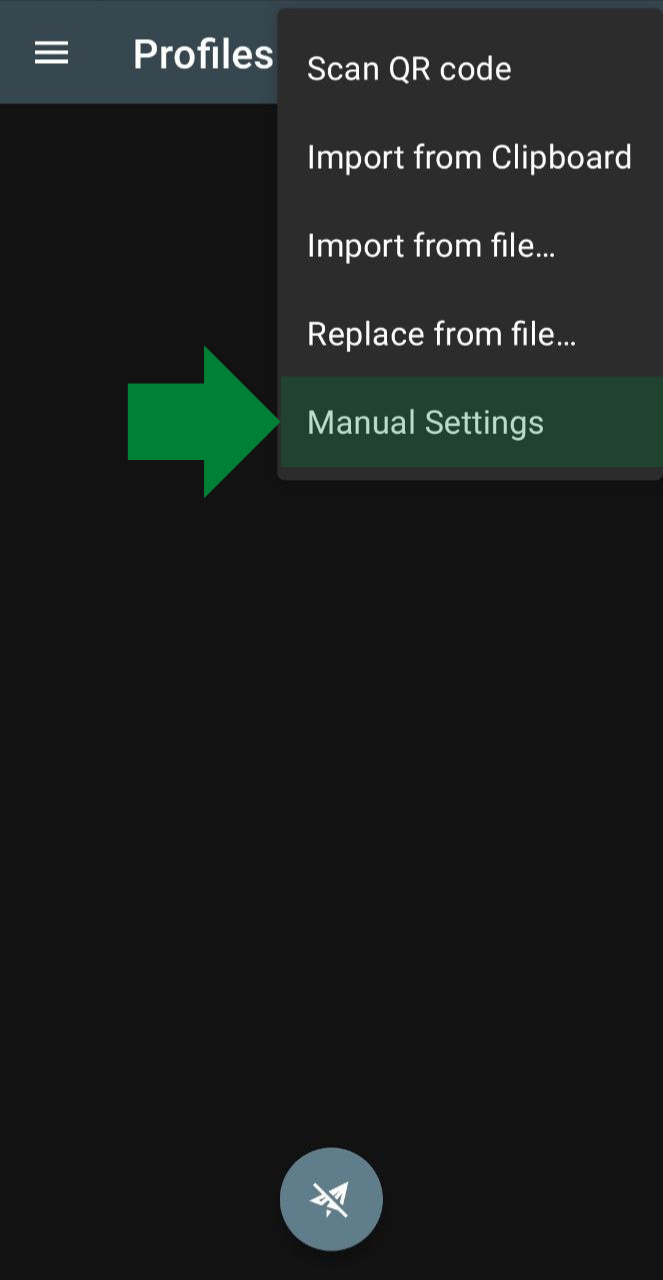 Profiles
Scan QR code
Import from Clipboard
Import from file…
Replace from file…
Manual Settings